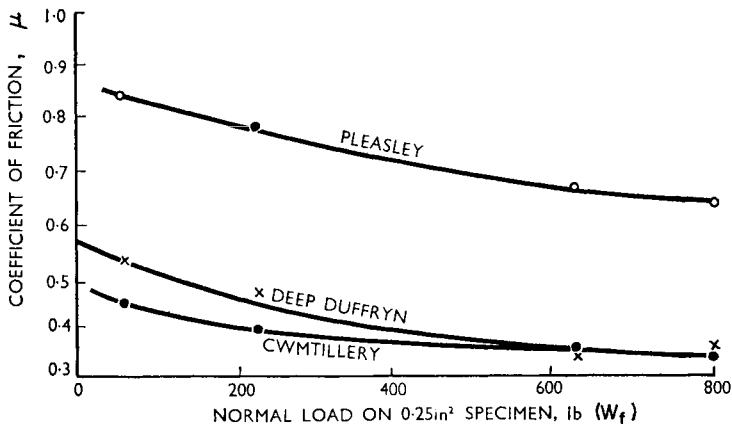 COEFFICIENT OF FRICTION, μ
1·0
0·9
0·8
0·7
0·6
0·5
0·4
0·3
PLEASLEY
DEEP DUFFRYN
CWMTILLERY
0 200 400 600 800
NORMAL LOAD ON 0·25in² SPECIMEN, lb (Wf)